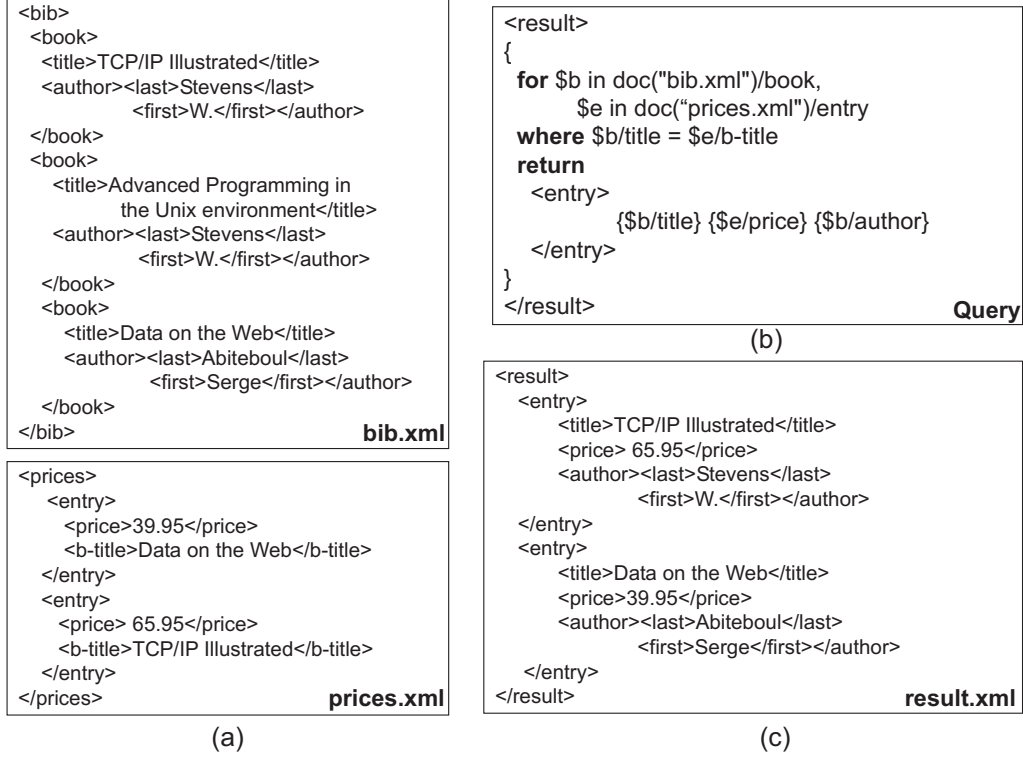 <bib>
<book>
<title>TCP/IP Illustrated</title>
<author><last>Stevens</last>
<first>W.</first></author>
</book>
<book>
<title>Advanced Programming in
the Unix environment</title>
<author><last>Stevens</last>
<first>W.</first></author>
</book>
<book>
<title>Data on the Web</title>
<author><last>Abiteboul</last>
<first>Serge</first></author>
</book>
</bib>
bib.xml
<prices>
<entry>
<price>39.95</price>
<b-title>Data on the Web</b-title>
</entry>
<entry>
<price> 65.95</price>
<b-title>TCP/IP Illustrated</b-title>
</entry>
</prices>
prices.xml
(a)
<result>
{
for $b in doc("bib.xml")/book,
$e in doc(“prices.xml")/entry
where $b/title = $e/b-title
return
<entry>
{$b/title} {$e/price} {$b/author}
</entry>
}
</result>
Query
(b)
<result>
<entry>
<title>TCP/IP Illustrated</title>
<price> 65.95</price>
<author><last>Stevens</last>
<first>W.</first></author>
</entry>
<entry>
<title>Data on the Web</title>
<price>39.95</price>
<author><last>Abiteboul</last>
<first>Serge</first></author>
</entry>
</result>
result.xml
(c)